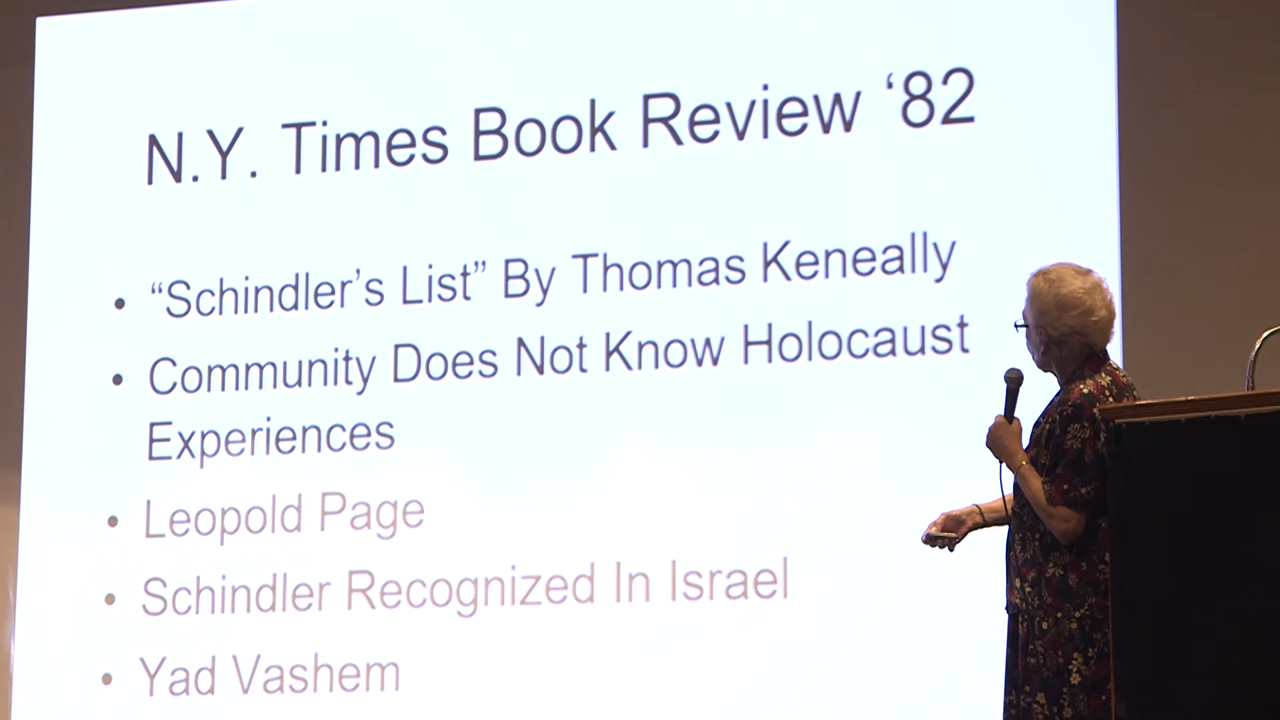 N.Y. Times Book Review ‘82
• “Schindler’s List” By Thomas Keneally
• Community Does Not Know Holocaust
Experiences
• Leopold Page
• Schindler Recognized In Israel
• Yad Vashem